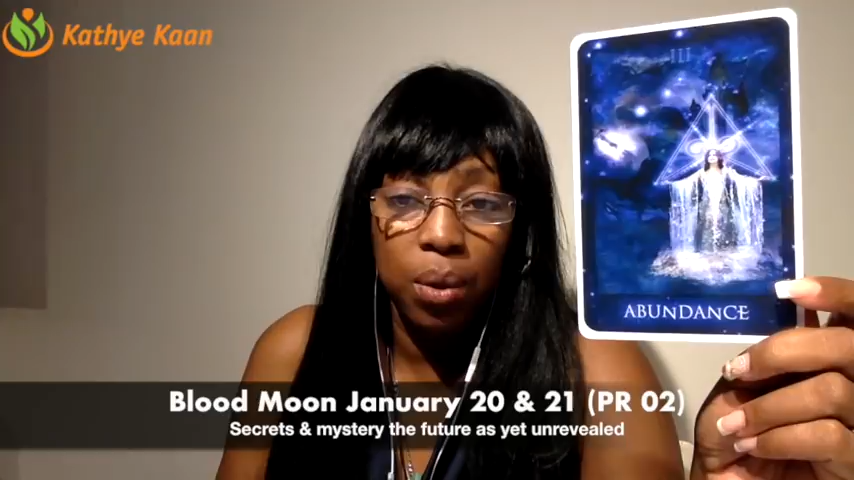 Kathye Kaan
III
ABUNDANCE
Blood Moon January 20 & 21 (PR 02)
Secrets & mystery the future as yet unrevealed